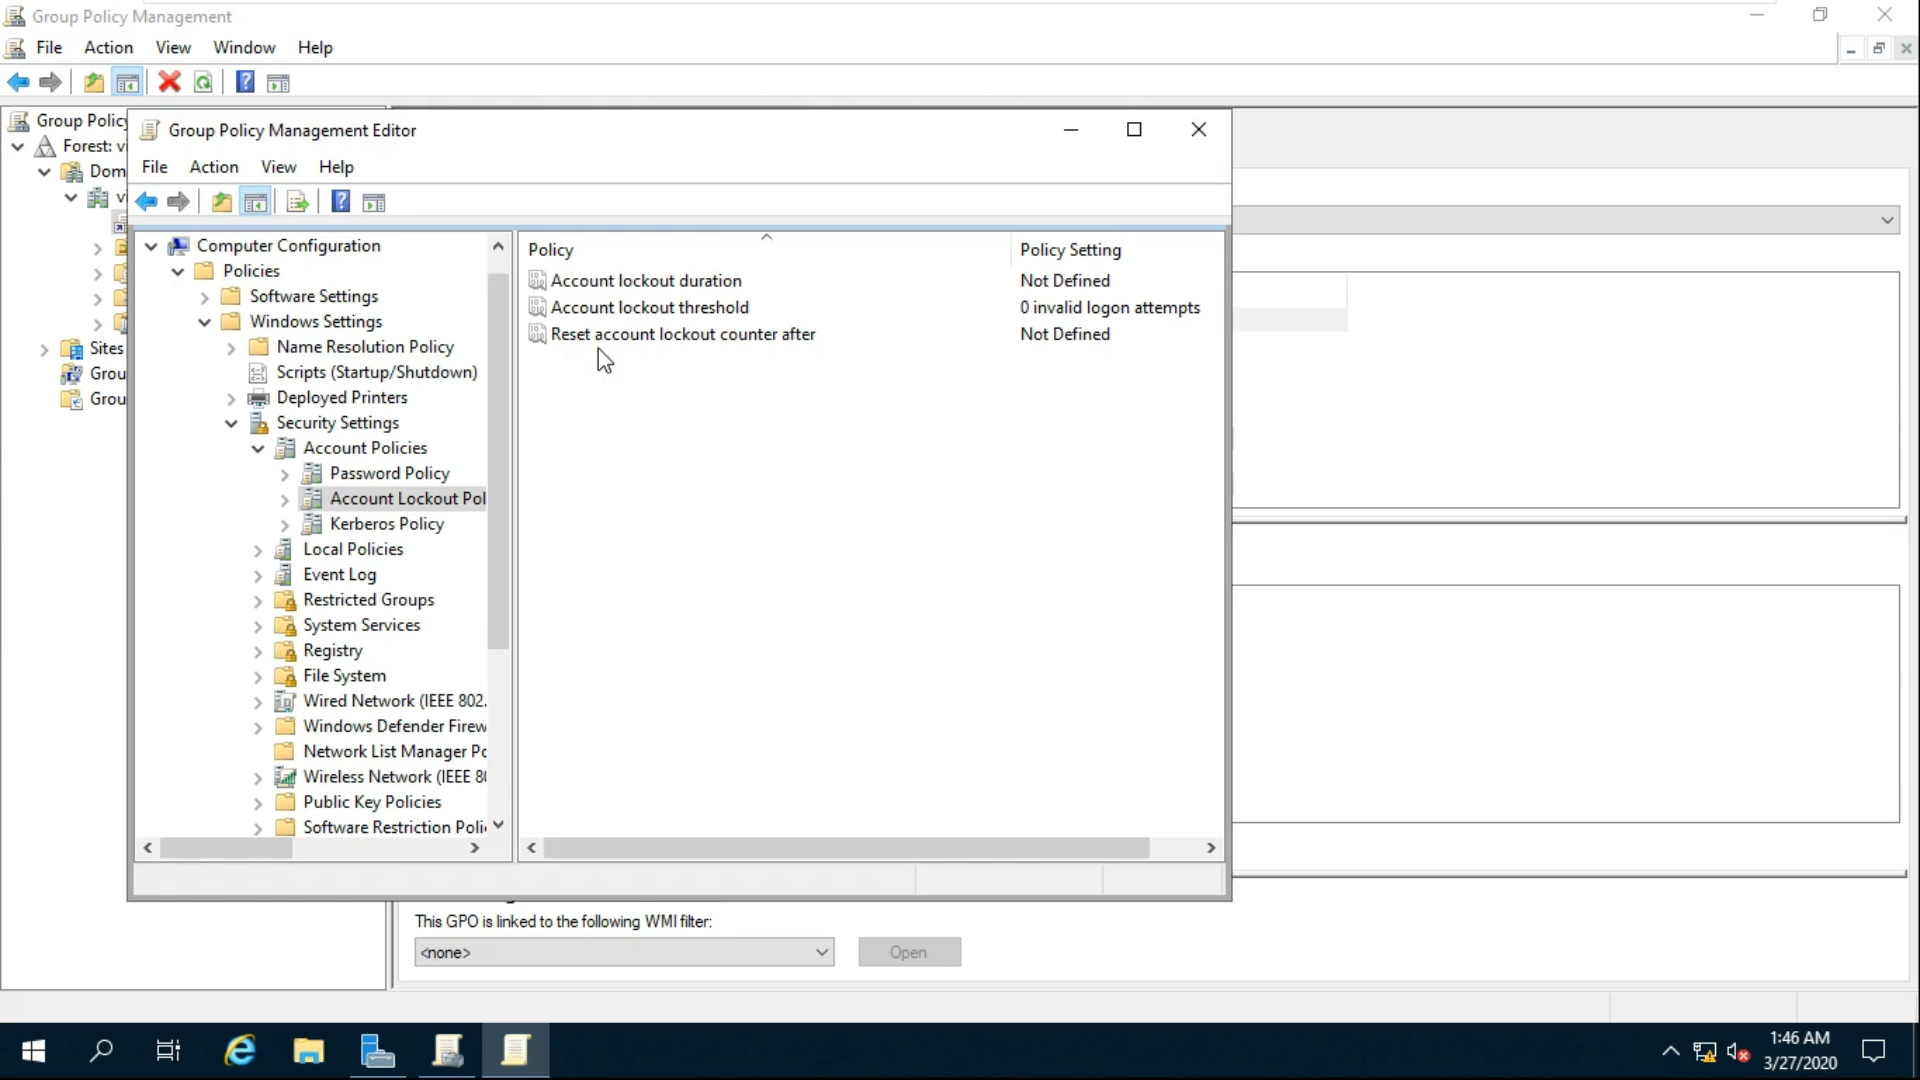 Group Policy Management
File Action View Window Help
Group Policy
Forest: vi
Dom
vi
Sites
Grou
Grou
Group Policy Management Editor
File Action View Help
Computer Configuration
Policies
Software Settings
Windows Settings
Name Resolution Policy
Scripts (Startup/Shutdown)
Deployed Printers
Security Settings
Account Policies
Password Policy
Account Lockout Pol
Kerberos Policy
Local Policies
Event Log
Restricted Groups
System Services
Registry
File System
Wired Network (IEEE 802.
Windows Defender Firew
Network List Manager Po
Wireless Network (IEEE 80
Public Key Policies
Software Restriction Poli
Policy Policy Setting
Account lockout duration Not Defined
Account lockout threshold 0 invalid logon attempts
Reset account lockout counter after Not Defined
This GPO is linked to the following WMI filter:
<none> Open
1:46 AM
3/27/2020